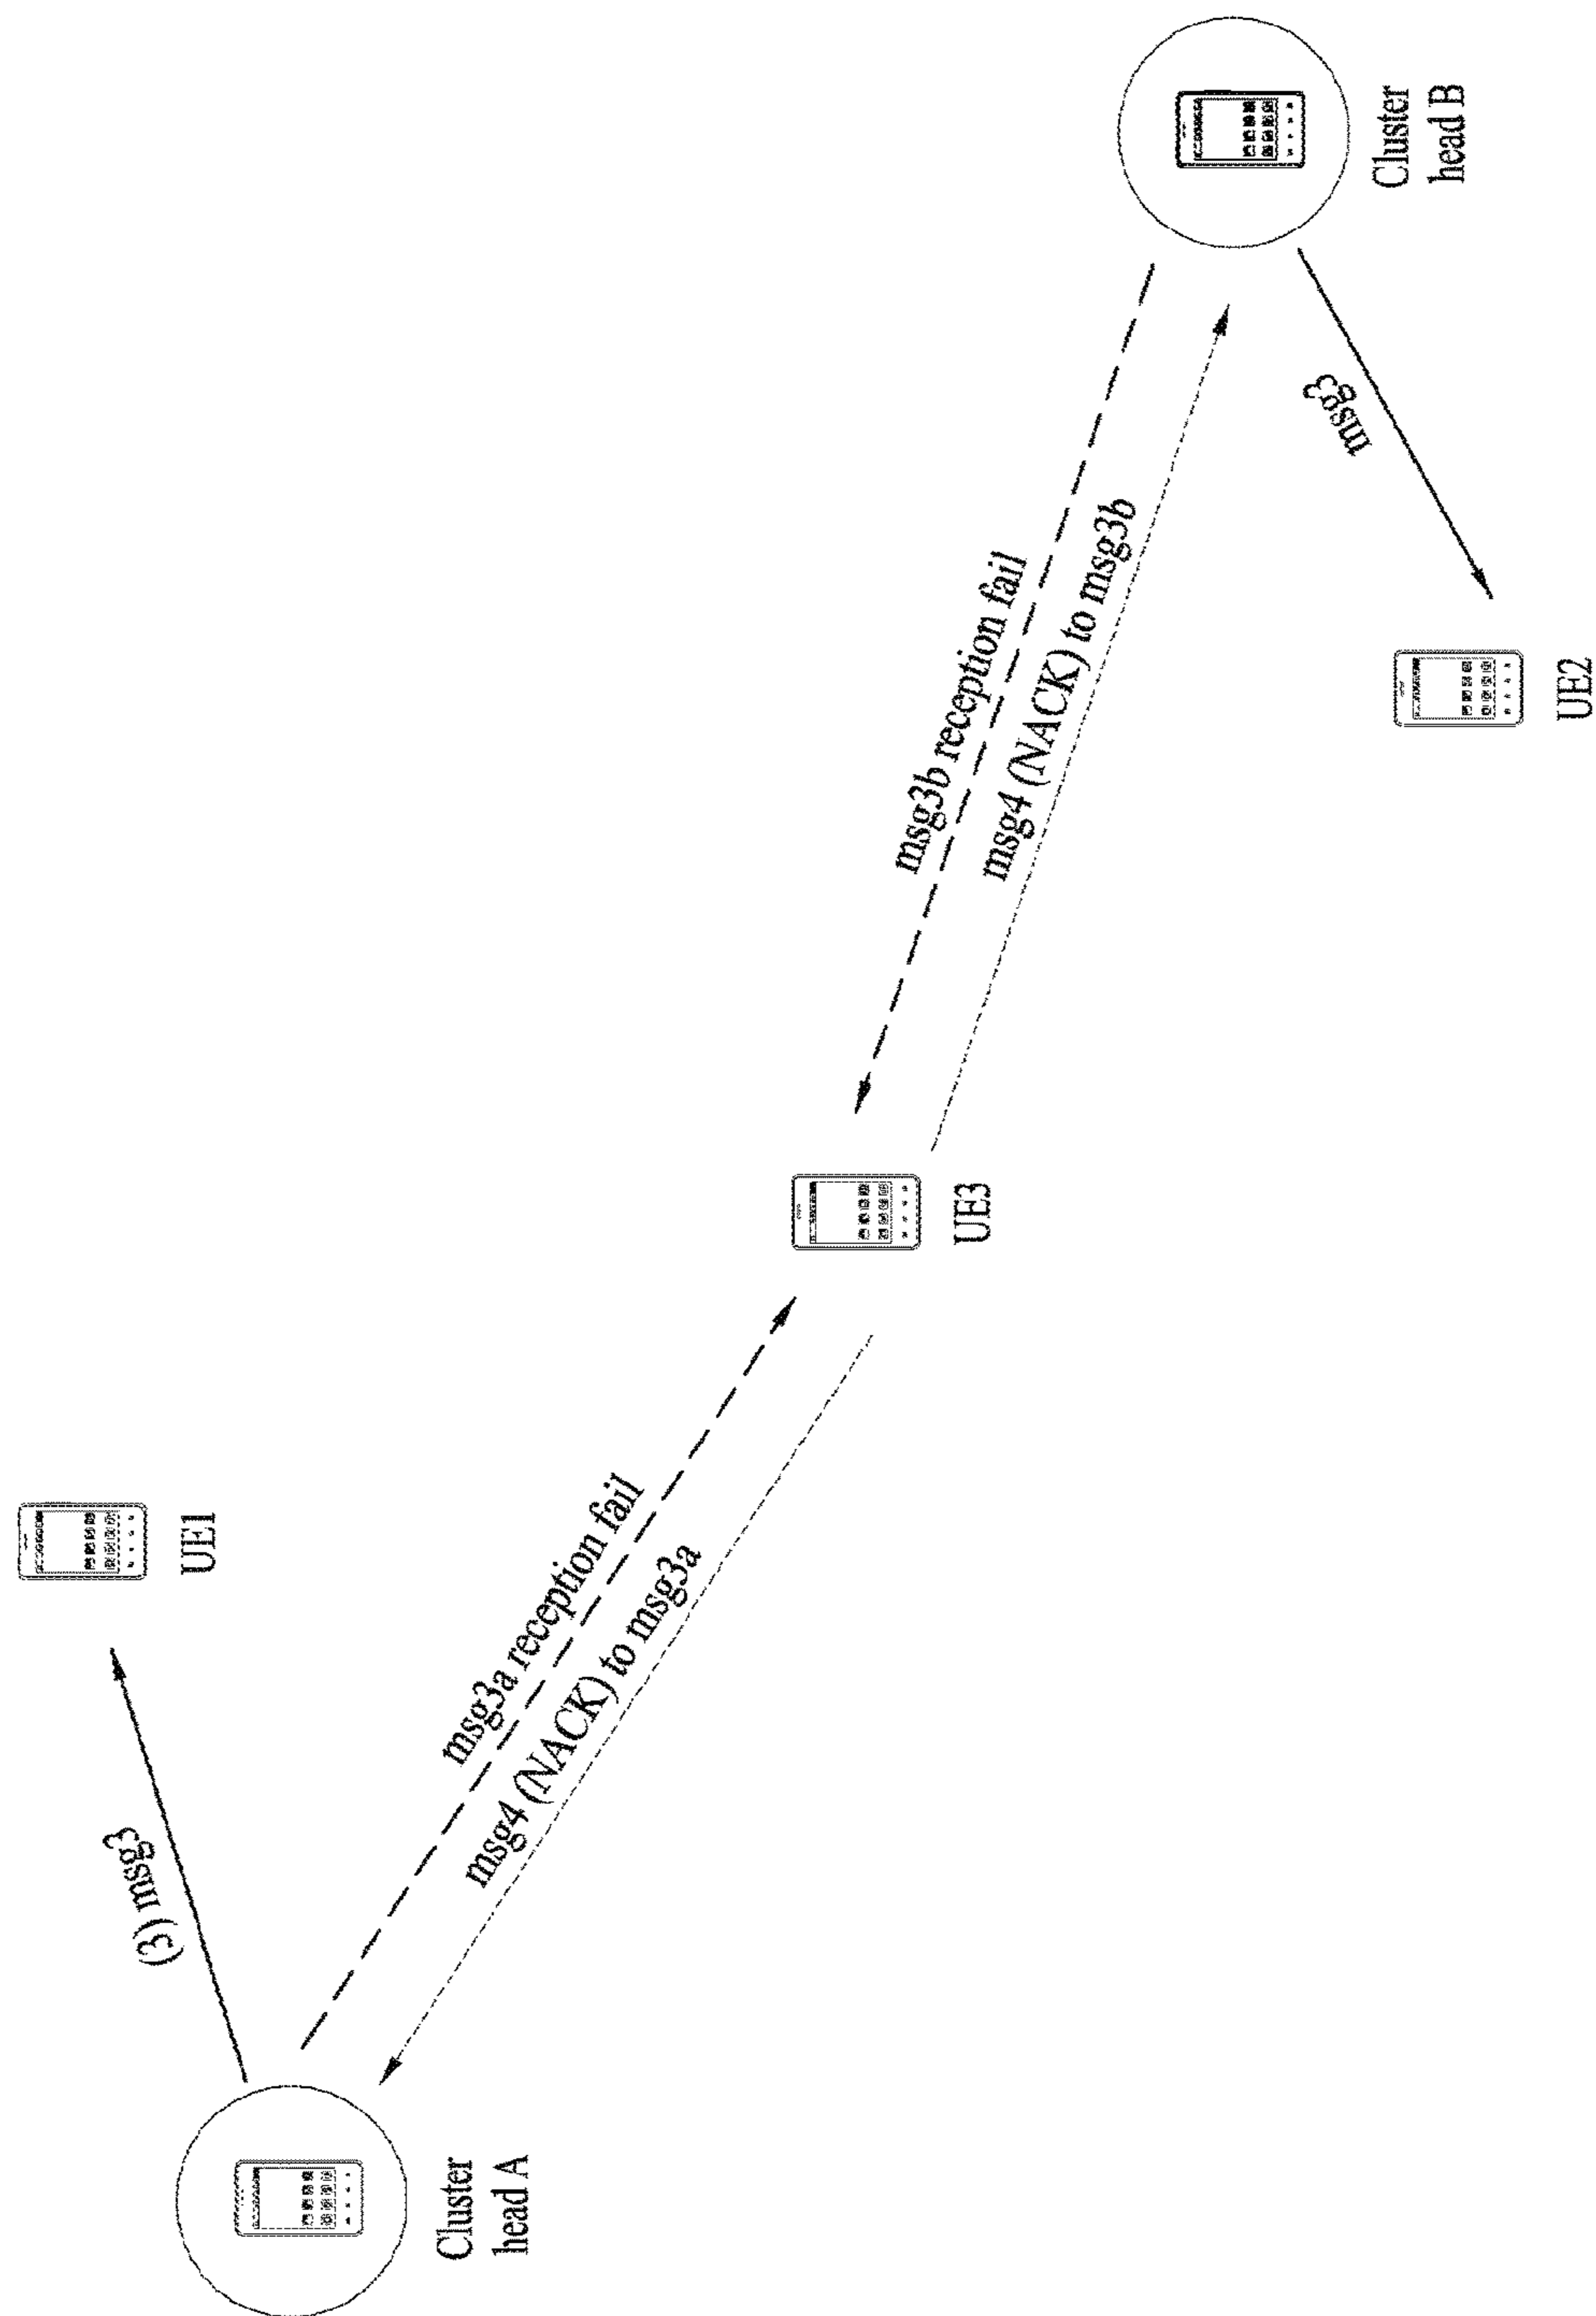 UE1
(3) msg3
msg3a reception fail
msg4 (NACK) to msg3a
Cluster
head A
UE3
msg3b reception fail
msg4 (NACK) to msg3b
Cluster
head B
msg3
UE2